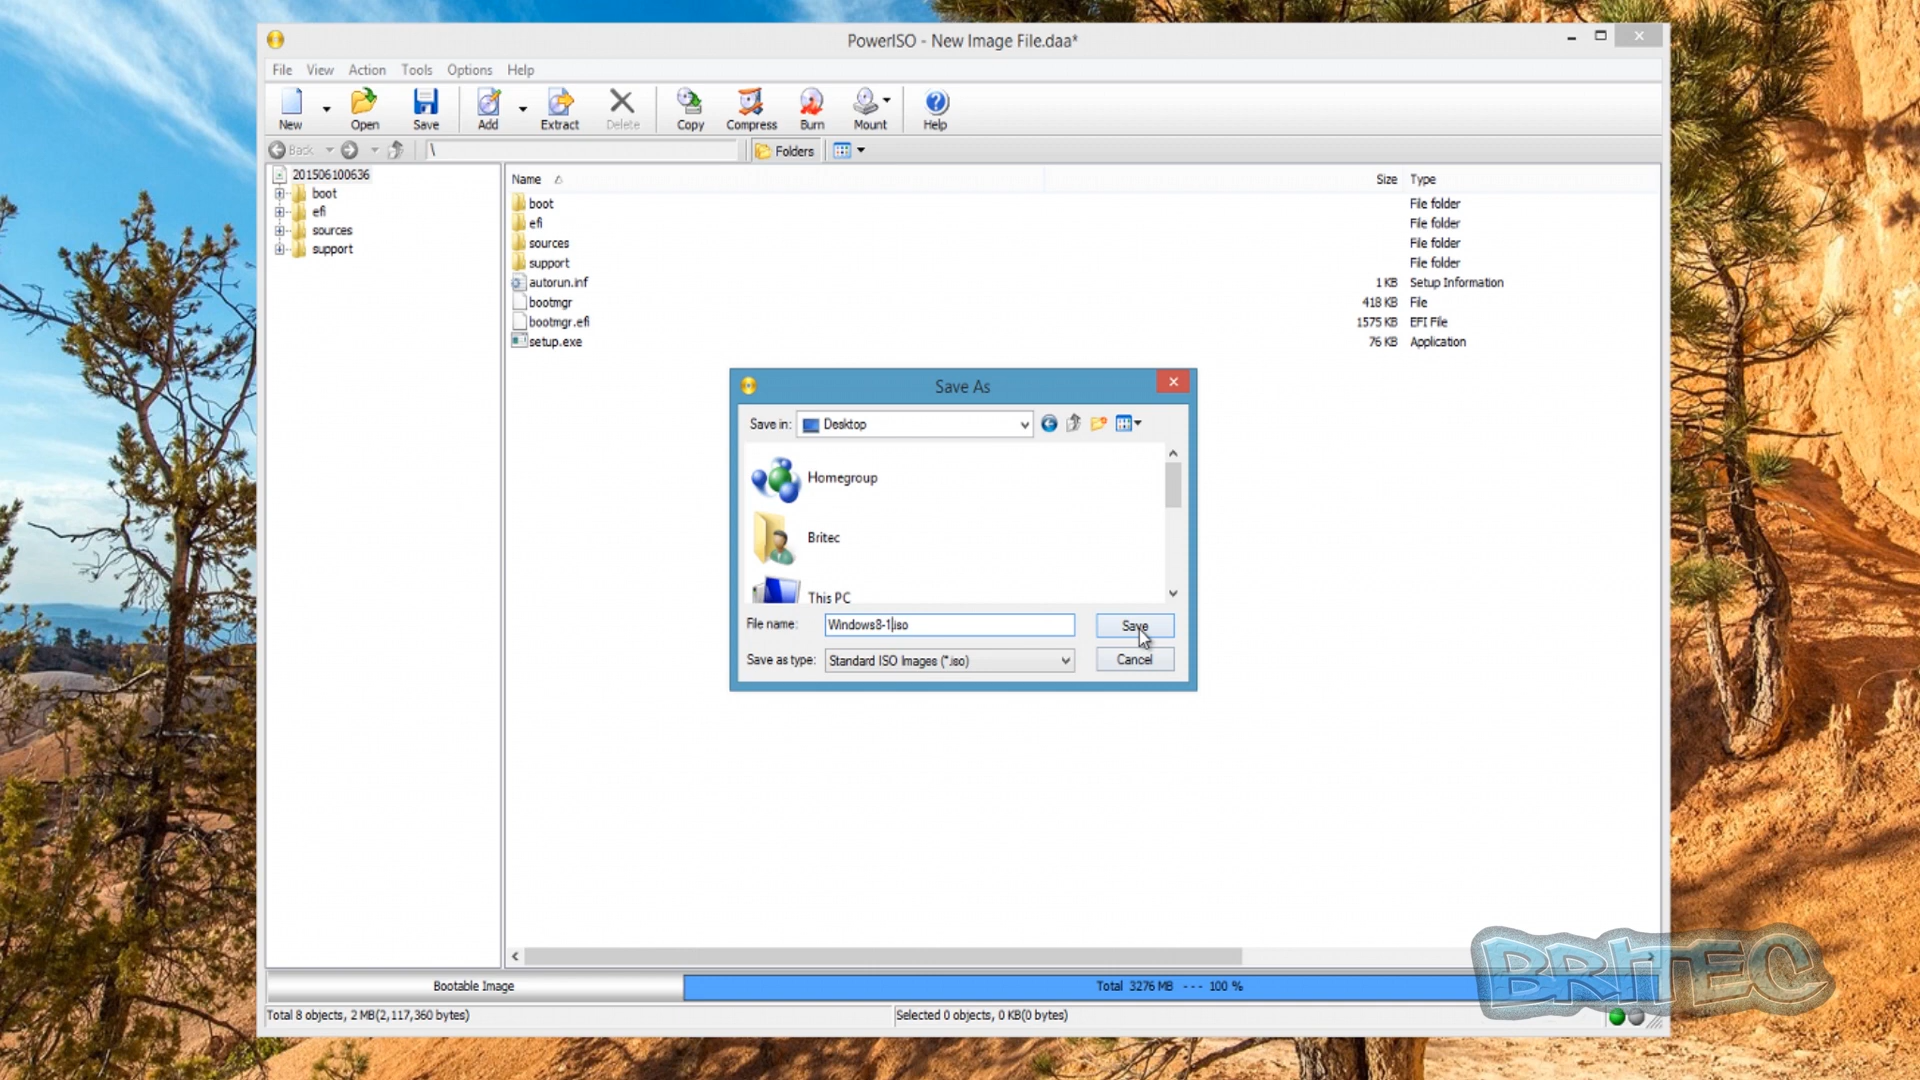 PowerISO - New Image File.daa*
File View Action Tools Options Help
New Open Save Add Extract Delete Copy Compress Burn Mount Help
Back \ Folders
201506100636
boot
efi
sources
support
Name Size Type
boot File folder
efi File folder
sources File folder
support File folder
autorun.inf 1 KB Setup Information
bootmgr 418 KB File
bootmgr.efi 1575 KB EFI File
setup.exe 76 KB Application
Save As
Save in: Desktop
Homegroup
Britec
This PC
File name: Windows8-1.iso Save
Save as type: Standard ISO Images (*.iso) Cancel
Bootable Image Total 3276 MB --- 100 %
Total 8 objects, 2 MB(2,117,360 bytes) Selected 0 objects, 0 KB(0 bytes)
BRITEC